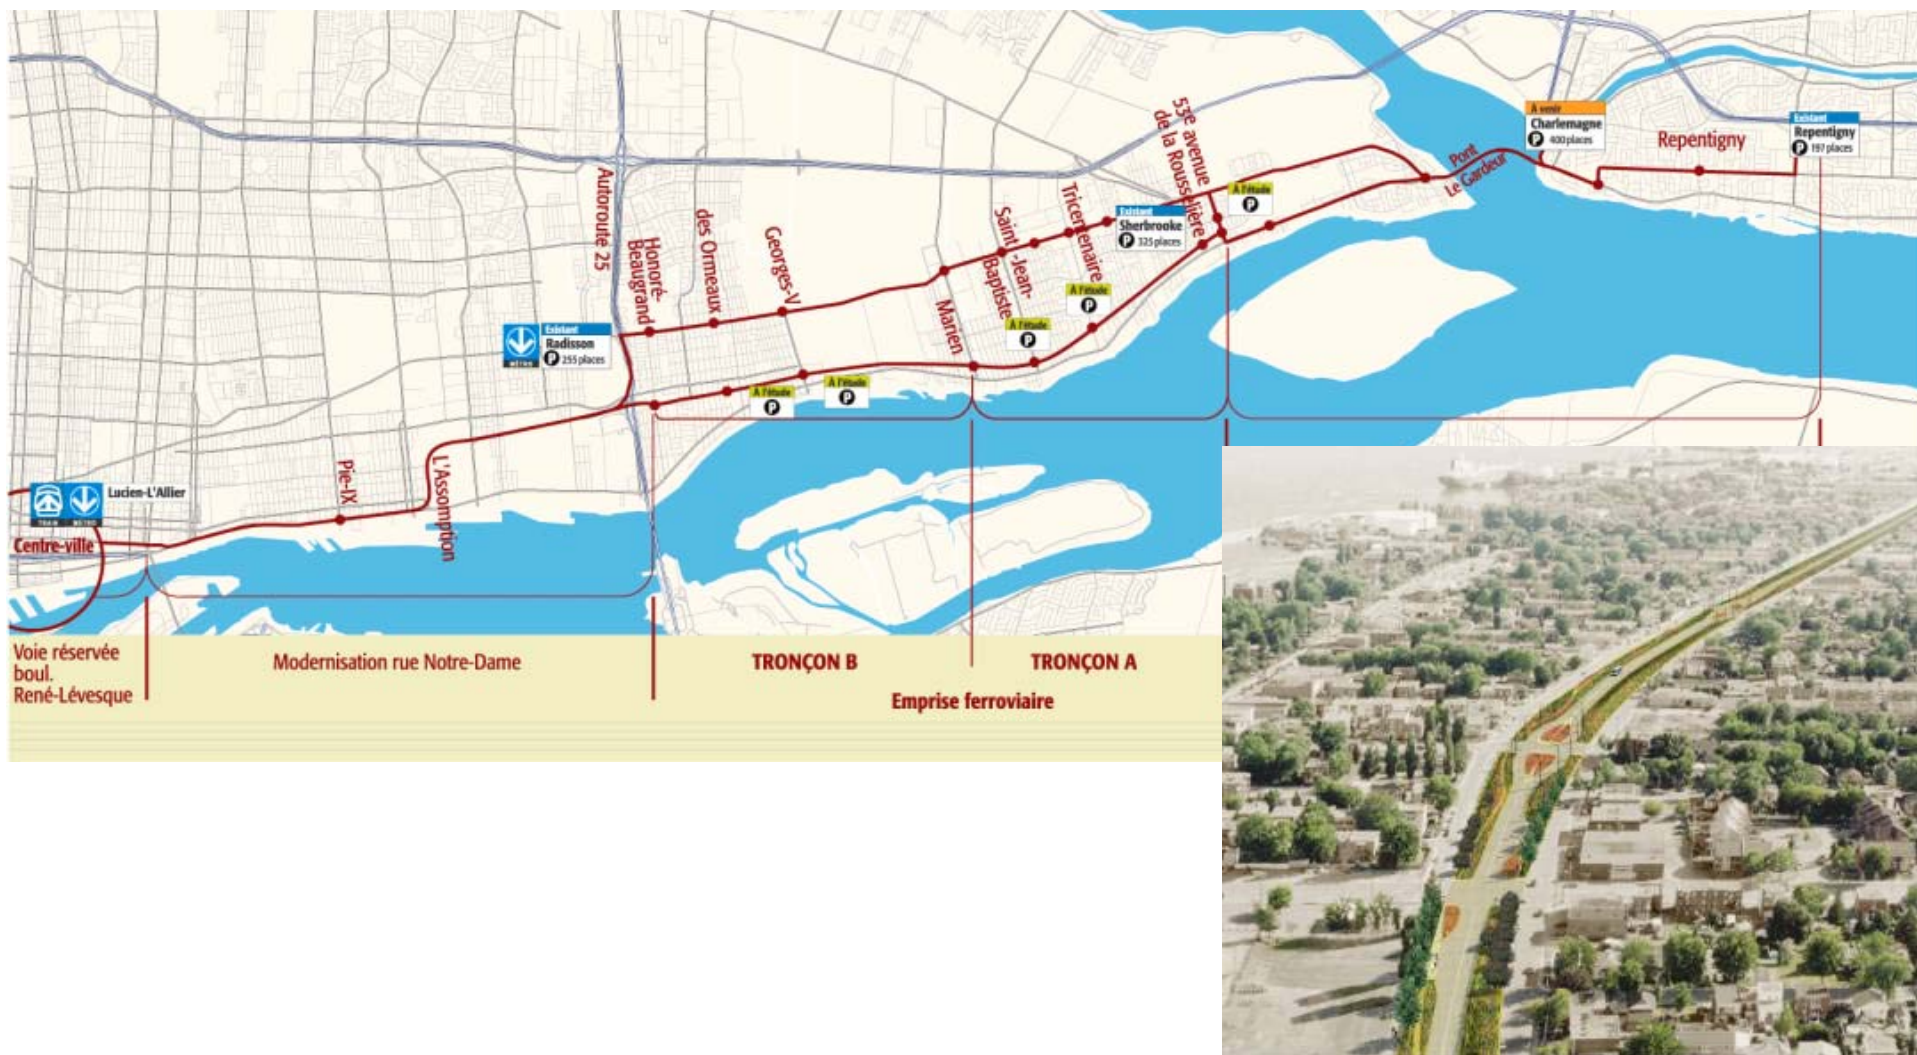 À venir
Charlemagne
P 400 places
Existant
Repentigny
P 197 places
Repentigny
Pont
Le Gardeur
53e avenue
de la Rousselière
À l'étude
P
Existant
Sherbrooke
P 325 places
Tricentenaire
Saint-Jean-
Baptiste
À l'étude
P
À l'étude
P
Marien
Georges-V
des Ormeaux
Honoré-
Beaugrand
Autoroute 25
Existant
Radisson
P 255 places
MÉTRO
À l'étude
P
À l'étude
P
L'Assomption
Pie-IX
Lucien-L'Allier
TRAIN MÉTRO
Centre-ville
Voie réservée
boul.
René-Lévesque
Modernisation rue Notre-Dame
TRONÇON B
TRONÇON A
Emprise ferroviaire